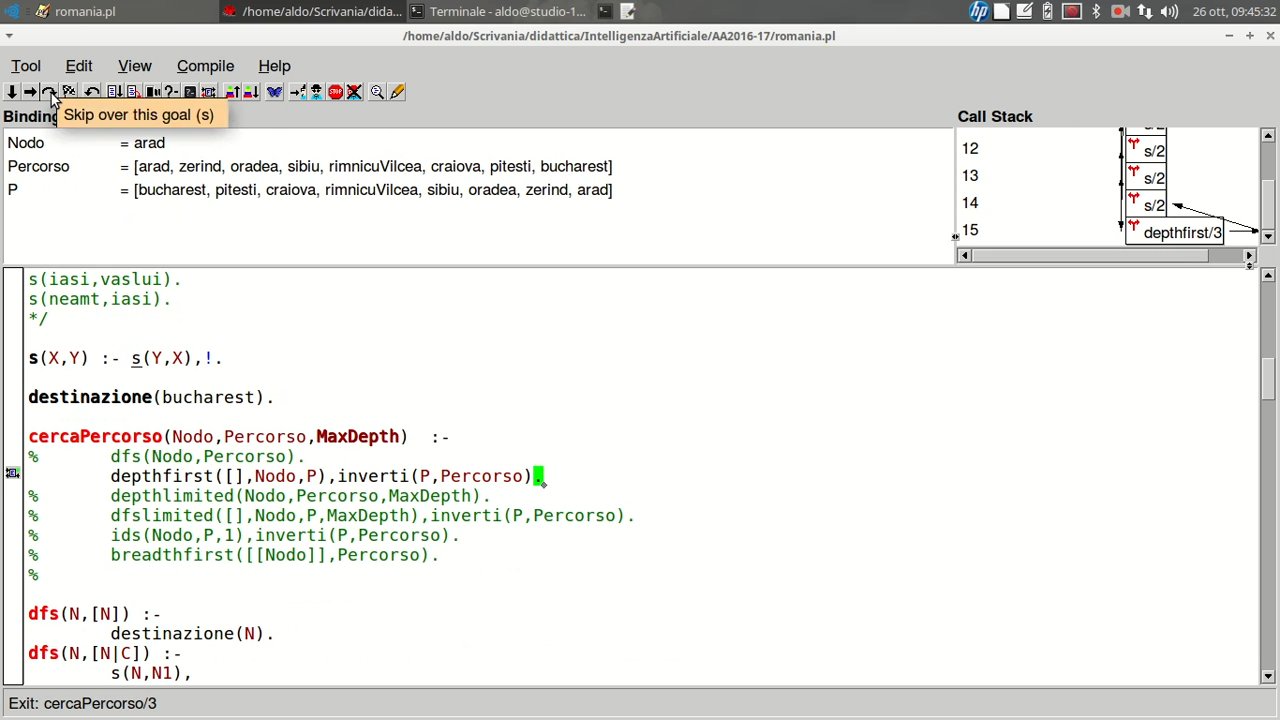 romania.pl
/home/aldo/Scrivania/dida...
Terminale - aldo@studio-1...
26 ott, 09:45:32
/home/aldo/Scrivania/didattica/IntelligenzaArtificiale/AA2016-17/romania.pl
Tool Edit View Compile Help
Skip over this goal (s)
Call Stack
Nodo = arad
Percorso = [arad, zerind, oradea, sibiu, rimnicuVilcea, craiova, pitesti, bucharest]
P = [bucharest, pitesti, craiova, rimnicuVilcea, sibiu, oradea, zerind, arad]
12 s/2
13 s/2
14 s/2
15 depthfirst/3
s(iasi,vaslui).
s(neamt,iasi).
*/
s(X,Y) :- s(Y,X),!.
destinazione(bucharest).
cercaPercorso(Nodo,Percorso,MaxDepth) :-
% dfs(Nodo,Percorso).
depthfirst([],Nodo,P),inverti(P,Percorso).
% depthlimited(Nodo,Percorso,MaxDepth).
% dfslimited([],Nodo,P,MaxDepth),inverti(P,Percorso).
% ids(Nodo,P,1),inverti(P,Percorso).
% breadthfirst([[Nodo]],Percorso).
%
dfs(N,[N]) :-
destinazione(N).
dfs(N,[N|C]) :-
s(N,N1),
Exit: cercaPercorso/3